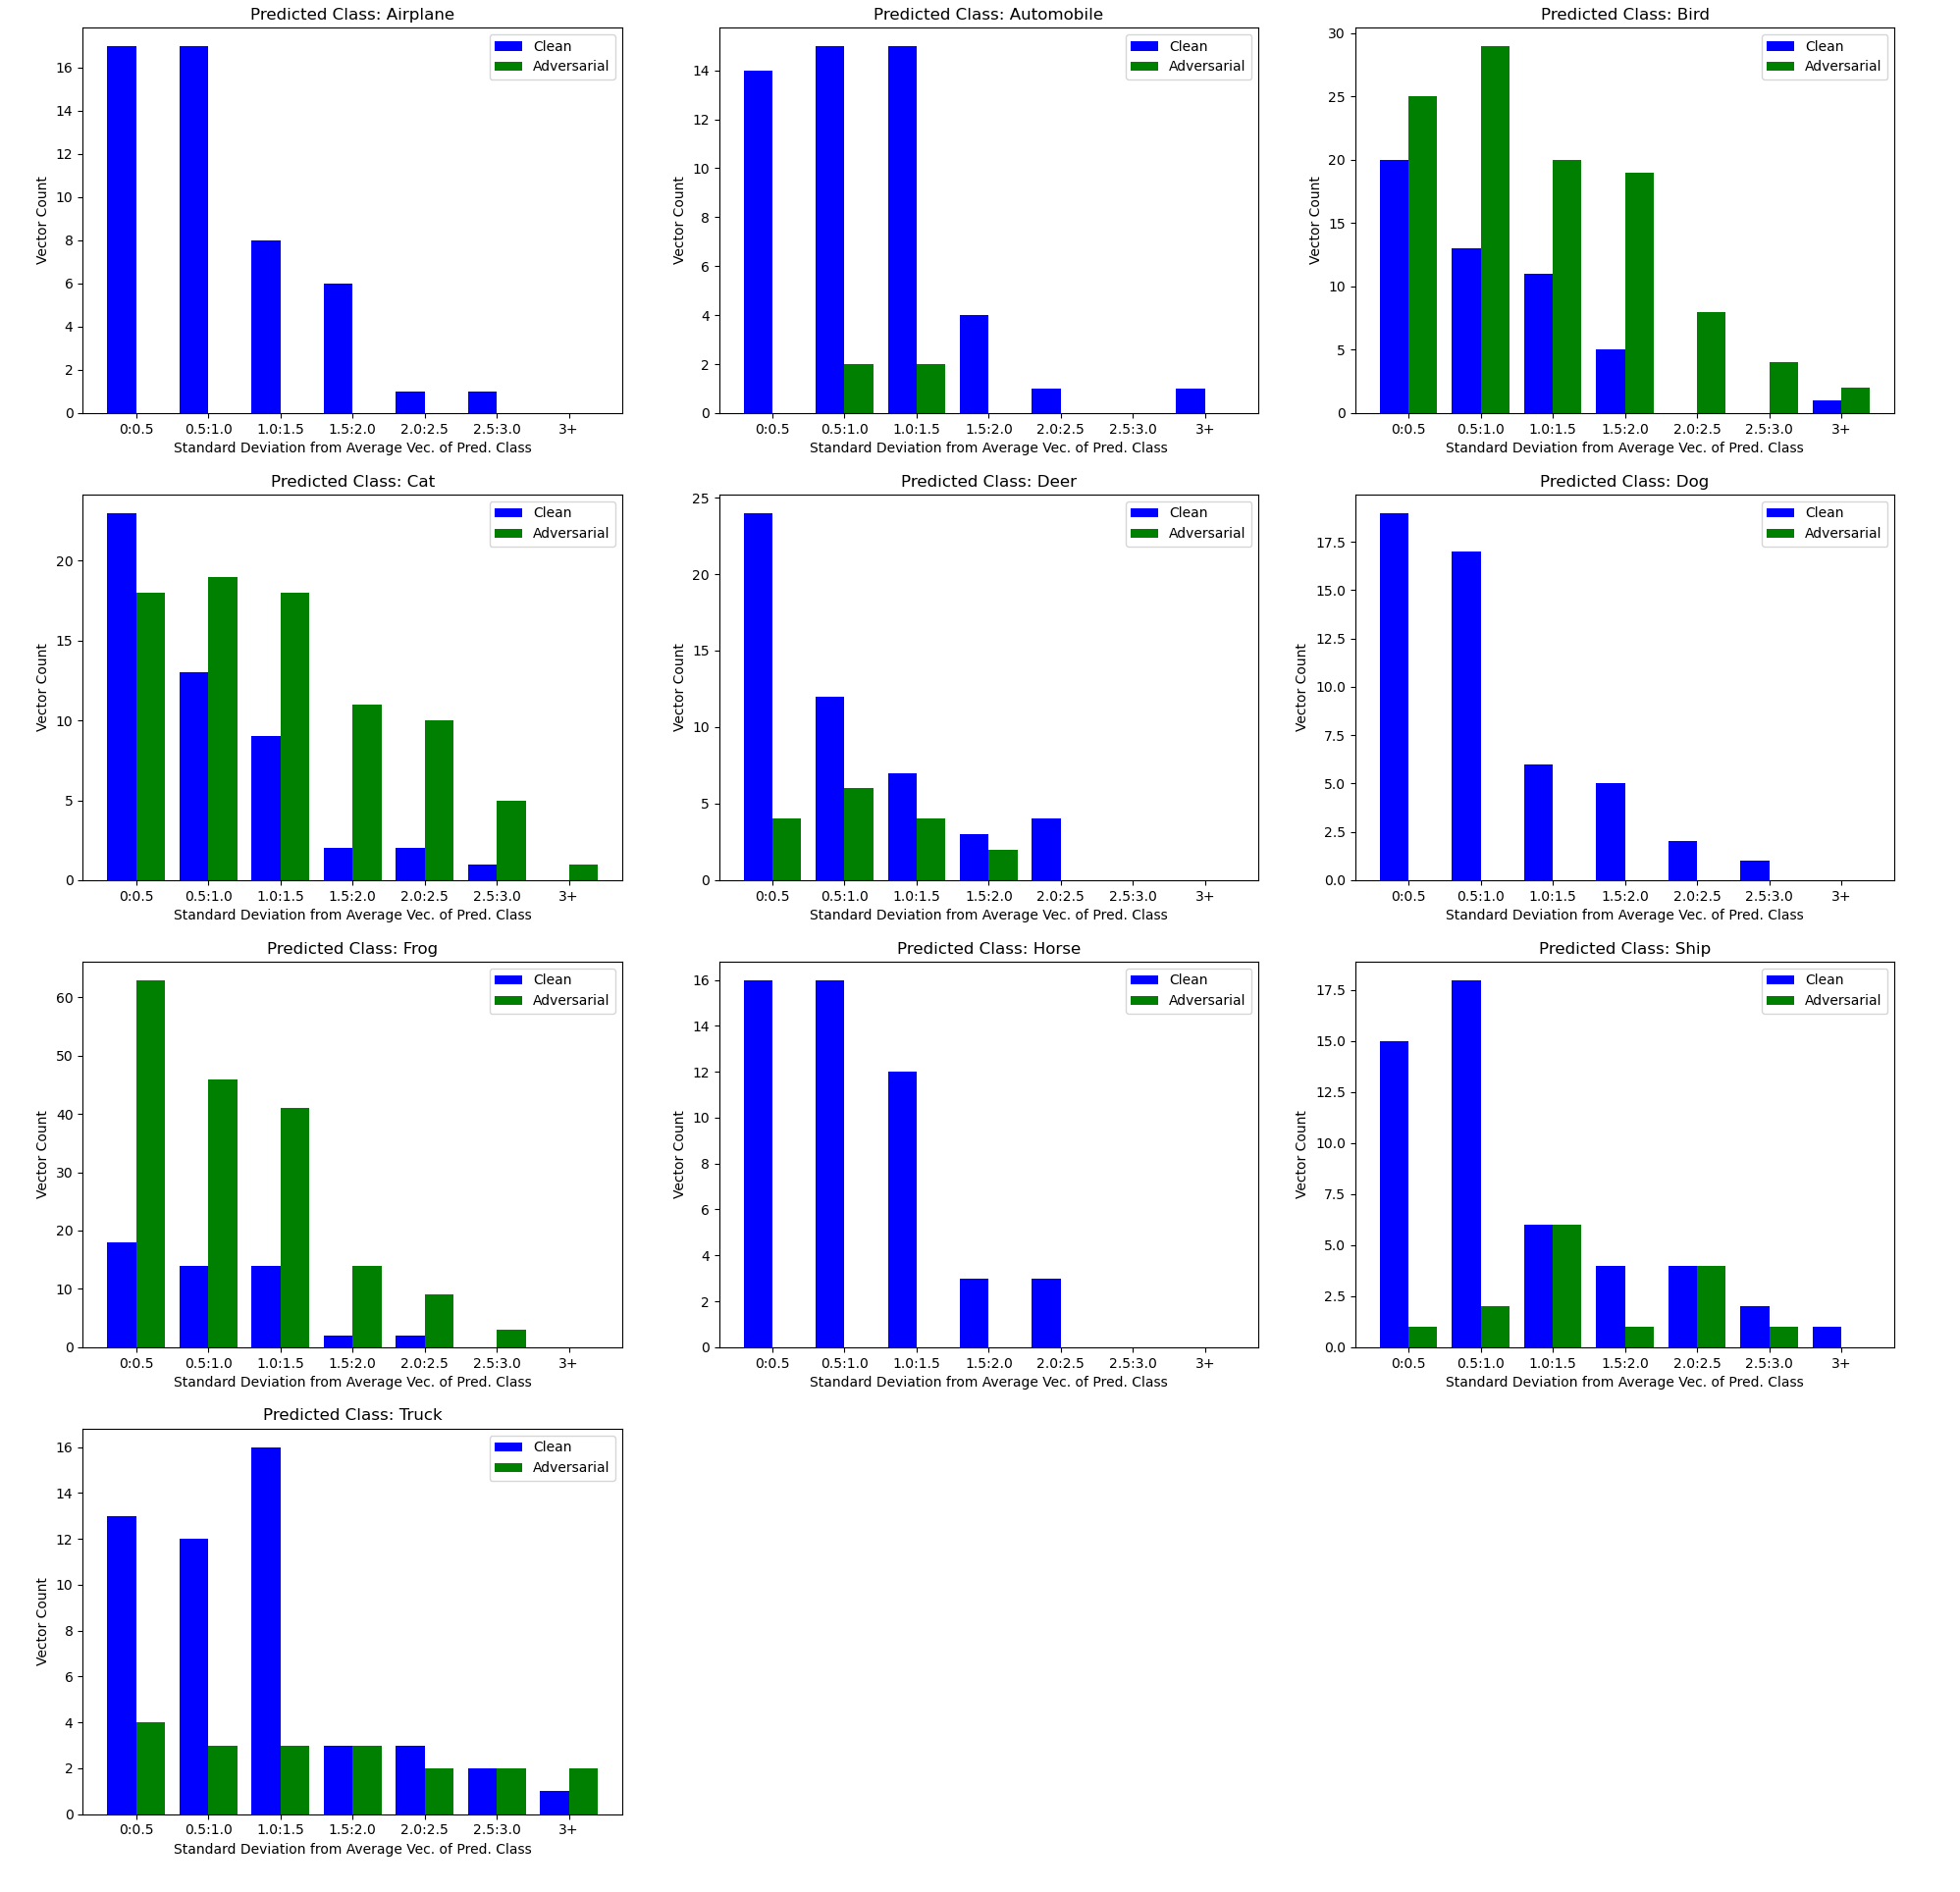 Predicted Class: Airplane
Clean
Adversarial
Vector Count
16
14
12
10
8
6
4
2
0
0:0.5 0.5:1.0 1.0:1.5 1.5:2.0 2.0:2.5 2.5:3.0 3+
Standard Deviation from Average Vec. of Pred. Class
Predicted Class: Automobile
Clean
Adversarial
Vector Count
14
12
10
8
6
4
2
0
0:0.5 0.5:1.0 1.0:1.5 1.5:2.0 2.0:2.5 2.5:3.0 3+
Standard Deviation from Average Vec. of Pred. Class
Predicted Class: Bird
Clean
Adversarial
Vector Count
30
25
20
15
10
5
0
0:0.5 0.5:1.0 1.0:1.5 1.5:2.0 2.0:2.5 2.5:3.0 3+
Standard Deviation from Average Vec. of Pred. Class
Predicted Class: Cat
Clean
Adversarial
Vector Count
20
15
10
5
0
0:0.5 0.5:1.0 1.0:1.5 1.5:2.0 2.0:2.5 2.5:3.0 3+
Standard Deviation from Average Vec. of Pred. Class
Predicted Class: Deer
Clean
Adversarial
Vector Count
25
20
15
10
5
0
0:0.5 0.5:1.0 1.0:1.5 1.5:2.0 2.0:2.5 2.5:3.0 3+
Standard Deviation from Average Vec. of Pred. Class
Predicted Class: Dog
Clean
Adversarial
Vector Count
17.5
15.0
12.5
10.0
7.5
5.0
2.5
0.0
0:0.5 0.5:1.0 1.0:1.5 1.5:2.0 2.0:2.5 2.5:3.0 3+
Standard Deviation from Average Vec. of Pred. Class
Predicted Class: Frog
Clean
Adversarial
Vector Count
60
50
40
30
20
10
0
0:0.5 0.5:1.0 1.0:1.5 1.5:2.0 2.0:2.5 2.5:3.0 3+
Standard Deviation from Average Vec. of Pred. Class
Predicted Class: Horse
Clean
Adversarial
Vector Count
16
14
12
10
8
6
4
2
0
0:0.5 0.5:1.0 1.0:1.5 1.5:2.0 2.0:2.5 2.5:3.0 3+
Standard Deviation from Average Vec. of Pred. Class
Predicted Class: Ship
Clean
Adversarial
Vector Count
17.5
15.0
12.5
10.0
7.5
5.0
2.5
0.0
0:0.5 0.5:1.0 1.0:1.5 1.5:2.0 2.0:2.5 2.5:3.0 3+
Standard Deviation from Average Vec. of Pred. Class
Predicted Class: Truck
Clean
Adversarial
Vector Count
16
14
12
10
8
6
4
2
0
0:0.5 0.5:1.0 1.0:1.5 1.5:2.0 2.0:2.5 2.5:3.0 3+
Standard Deviation from Average Vec. of Pred. Class